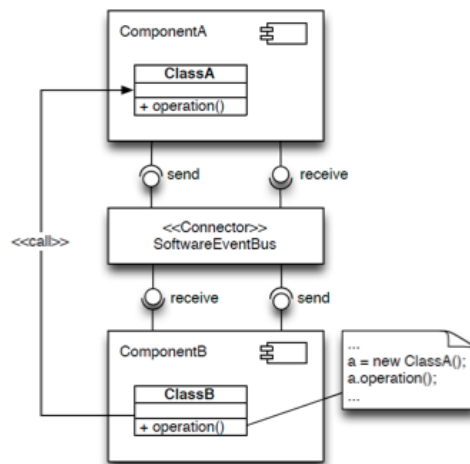 ComponentA
ClassA
+ operation()
send
receive
<<Connector>>
SoftwareEventBus
<<call>>
receive
send
ComponentB
ClassB
+ operation()
...
a = new ClassA();
a.operation();
...